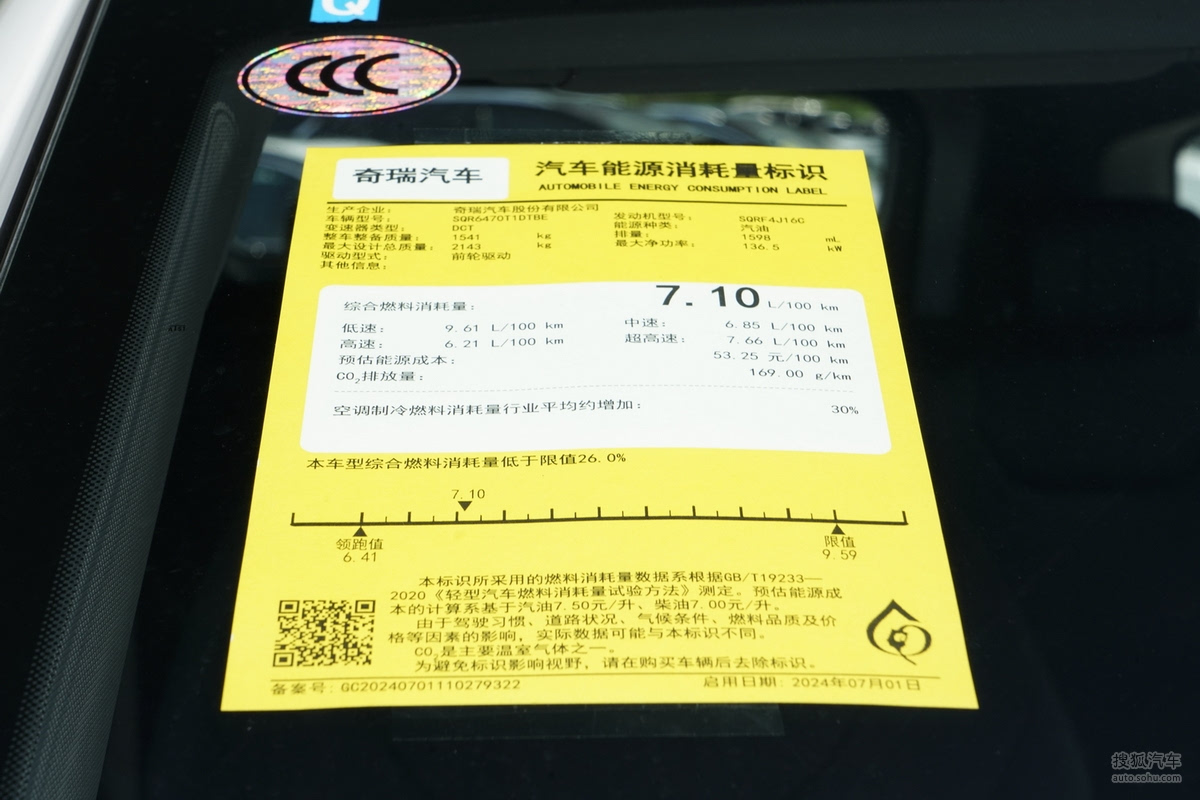 Q
CCC
奇瑞汽车
汽车能源消耗量标识
AUTOMOBILE ENERGY CONSUMPTION LABEL
生产企业: 奇瑞汽车股份有限公司
车辆型号: SQR6470T1DTBE 发动机型号: SQRF4J16C
变速器类型: DCT 能源种类: 汽油
整车整备质量: 1541 kg 排量: 1598 mL
最大设计总质量: 2143 kg 最大净功率: 136.5 kW
驱动型式: 前轮驱动
其他信息:
综合燃料消耗量: 7.10 L/100 km
低速: 9.61 L/100 km 中速: 6.85 L/100 km
高速: 6.21 L/100 km 超高速: 7.66 L/100 km
预估能源成本: 53.25 元/100 km
CO₂排放量: 169.00 g/km
空调制冷燃料消耗量行业平均约增加: 30%
本车型综合燃料消耗量低于限值26.0%
7.10
领跑值 限值
6.41 9.59
本标识所采用的燃料消耗量数据系根据GB/T19233—
2020《轻型汽车燃料消耗量试验方法》测定。预估能源成
本的计算系基于汽油7.50元/升、柴油7.00元/升。
由于驾驶习惯、道路状况、气候条件、燃料品质及价
格等因素的影响，实际数据可能与本标识不同。
CO₂是主要温室气体之一。
为避免标识影响视野，请在购买车辆后去除标识。
备案号: GC20240701110279322 启用日期: 2024年07月01日
搜狐汽车
auto.sohu.com